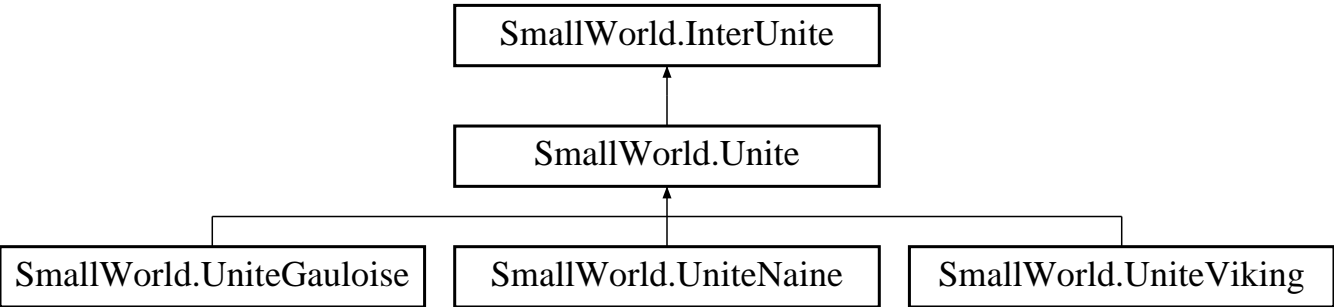 SmallWorld.InterUnite
SmallWorld.Unite
SmallWorld.UniteGauloise
SmallWorld.UniteNaine
SmallWorld.UniteViking